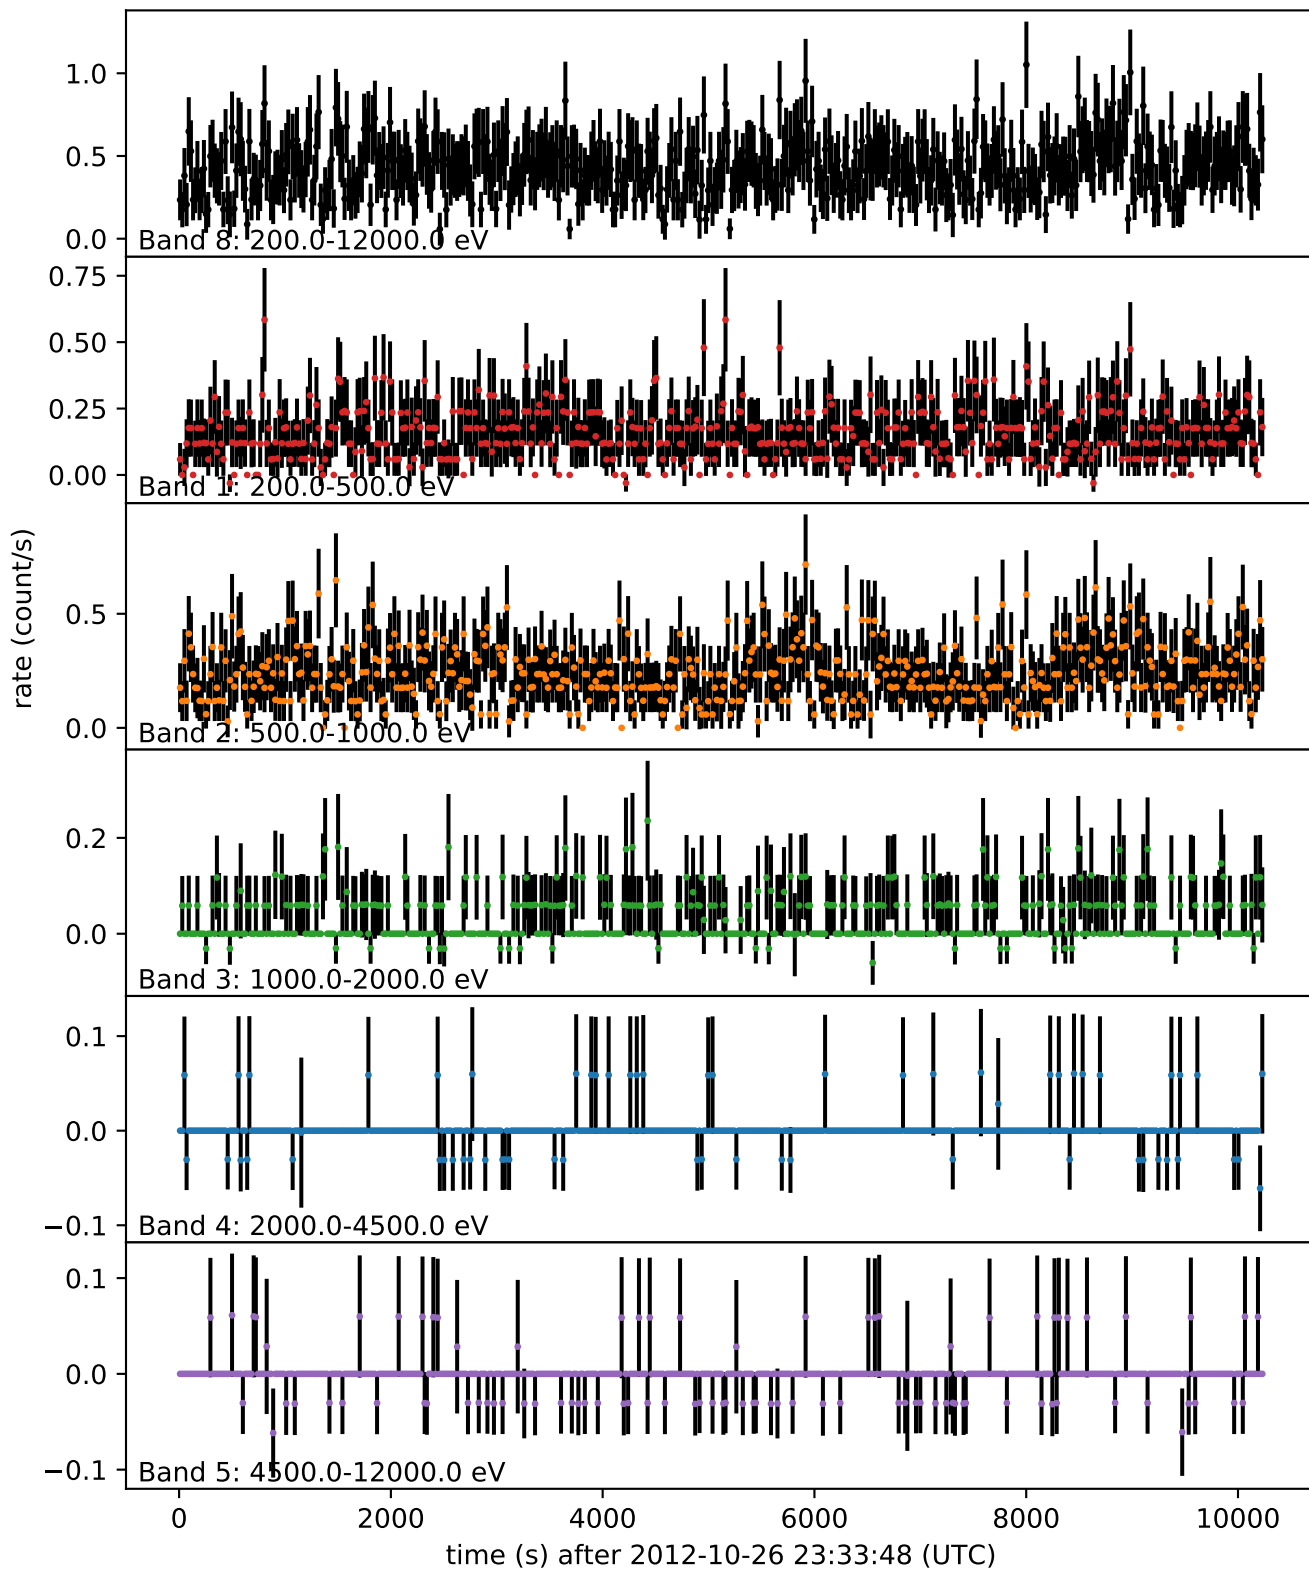 1.0
0.5
0.0
Band 8: 200.0-12000.0 eV
0.75
0.50
0.25
0.00
Band 1: 200.0-500.0 eV
rate (count/s)
0.5
0.0
Band 2: 500.0-1000.0 eV
0.2
0.0
Band 3: 1000.0-2000.0 eV
0.1
0.0
−0.1
Band 4: 2000.0-4500.0 eV
0.1
0.0
−0.1
Band 5: 4500.0-12000.0 eV
0 2000 4000 6000 8000 10000
time (s) after 2012-10-26 23:33:48 (UTC)